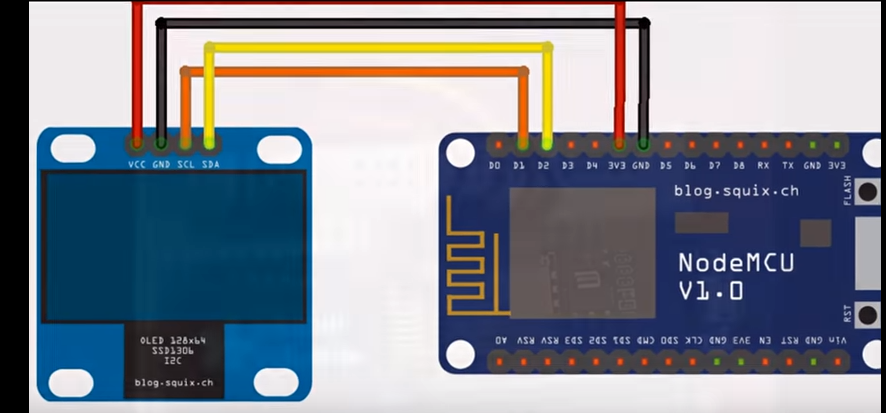 VCC GND SCL SDA
OLED 128x64
SSD1306
I2C
blog.squix.ch
D0 D1 D2 D3 D4 3V3 GND D5 D6 D7 D8 RX TX GND 3V3
blog.squix.ch
FLASH
NodeMCU
V1.0
RST
A0 RSV RSV SD3 SD2 SD1 CMD SD0 CLK GND 3V3 EN RST GND Vin